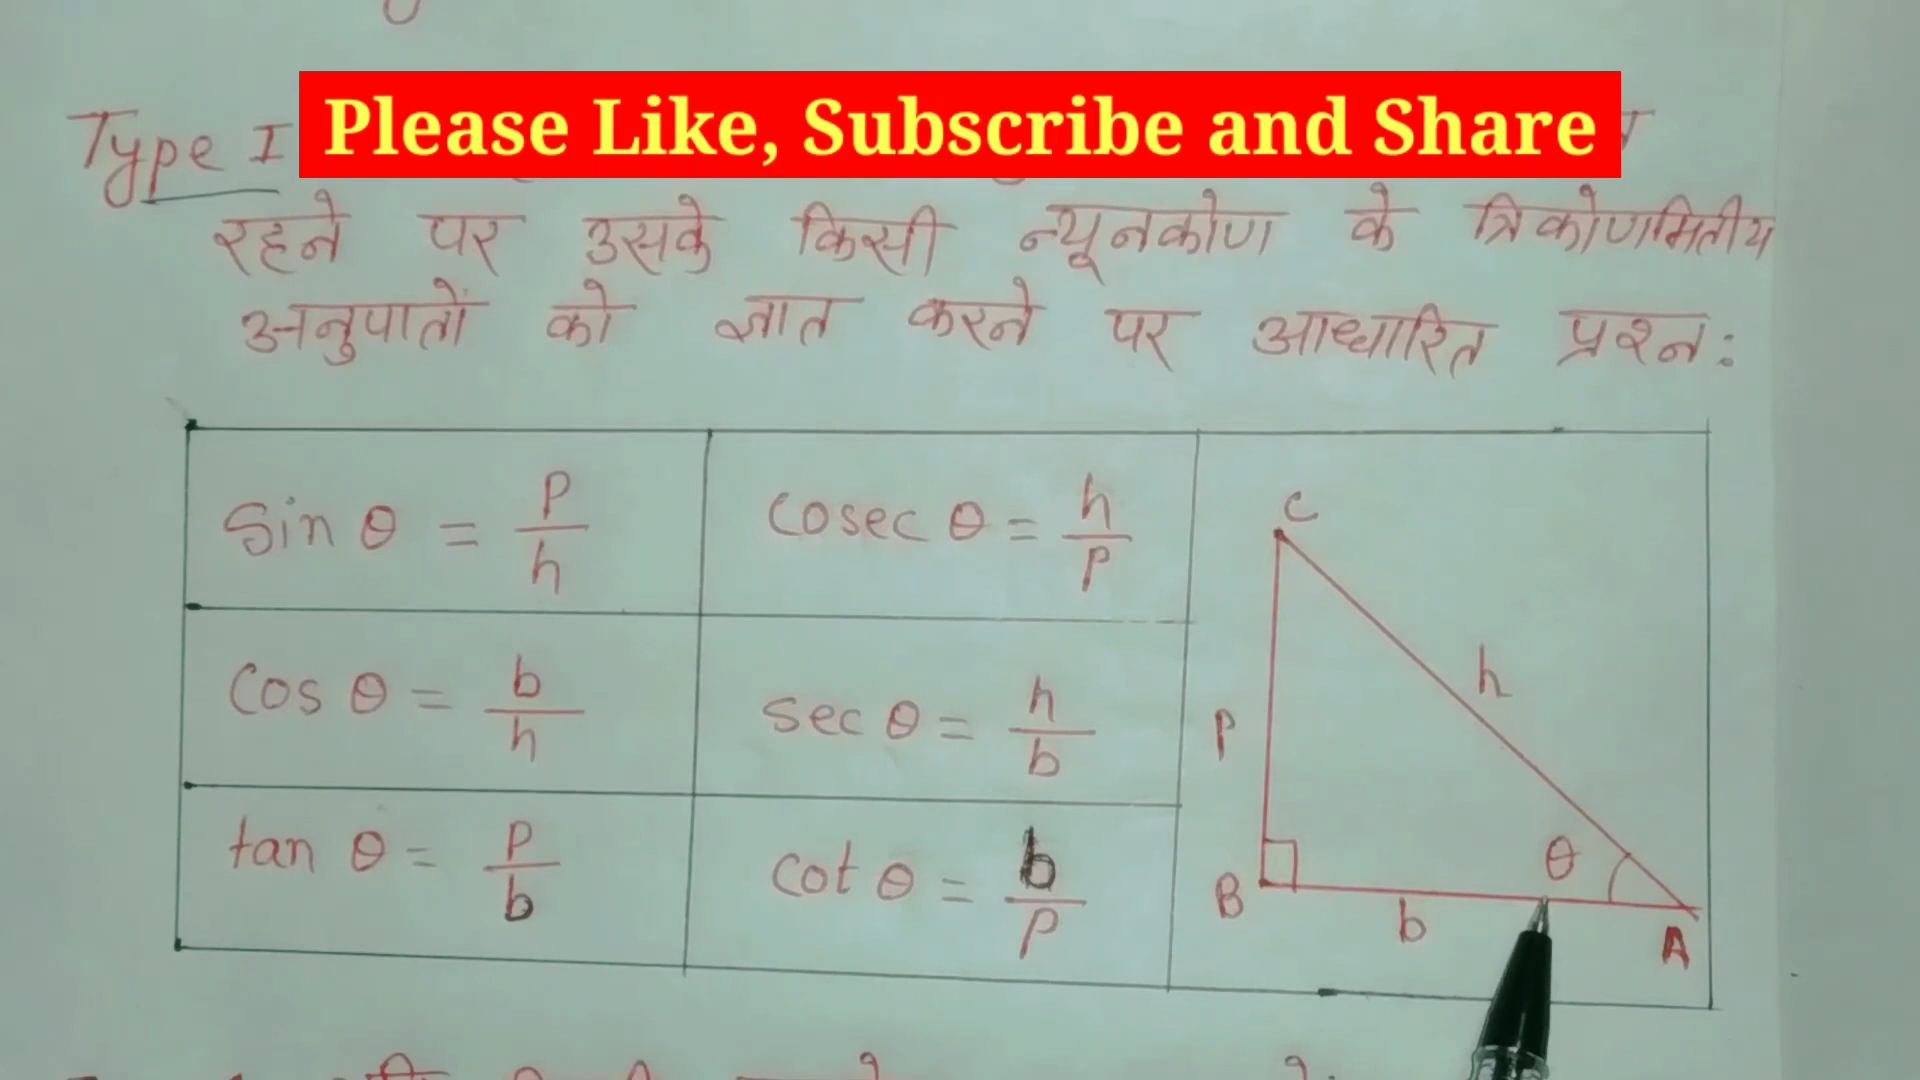 Please Like, Subscribe and Share
Type I
रहने पर उसके किसी न्यूनकोण के त्रिकोणमितीय
अनुपातों को ज्ञात करने पर आधारित प्रश्न:
sin θ = p/h
cosec θ = h/p
cos θ = b/h
sec θ = h/b
tan θ = p/b
cot θ = b/p
C
h
P
θ
B
b
A